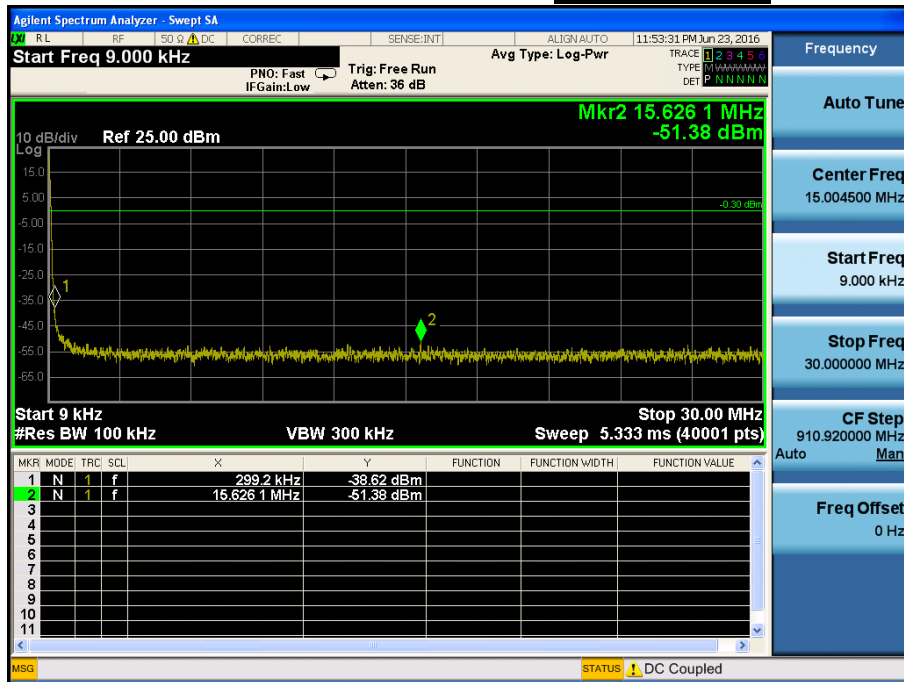 Agilent Spectrum Analyzer - Swept SA
LXI RL RF 50 Ω DC CORREC SENSE:INT ALIGN AUTO 11:53:31 PM Jun 23, 2016
Start Freq 9.000 kHz
PNO: Fast
IFGain:Low
Trig: Free Run
Atten: 36 dB
Avg Type: Log-Pwr
TRACE 1 2 3 4 5 6
TYPE M WWWWW
DET P N N N N N
Mkr2 15.626 1 MHz
-51.38 dBm
10 dB/div Ref 25.00 dBm
Log
15.0
5.00
-5.00
-15.0
-25.0
-35.0
-45.0
-55.0
-65.0
-0.30 dBm
1
2
Start 9 kHz Stop 30.00 MHz
#Res BW 100 kHz VBW 300 kHz Sweep 5.333 ms (40001 pts)
MKR MODE TRC SCL X Y FUNCTION FUNCTION WIDTH FUNCTION VALUE
1 N 1 f 299.2 kHz -38.62 dBm
2 N 1 f 15.626 1 MHz -51.38 dBm
3
4
5
6
7
8
9
10
11
MSG STATUS DC Coupled
Frequency
Auto Tune
Center Freq
15.004500 MHz
Start Freq
9.000 kHz
Stop Freq
30.000000 MHz
CF Step
910.920000 MHz
Auto Man
Freq Offset
0 Hz